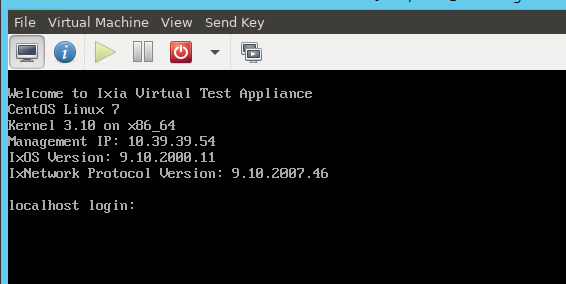 File Virtual Machine View Send Key
Welcome to Ixia Virtual Test Appliance
CentOS Linux 7
Kernel 3.10 on x86_64
Management IP: 10.39.39.54
IxOS Version: 9.10.2000.11
IxNetwork Protocol Version: 9.10.2007.46
localhost login: